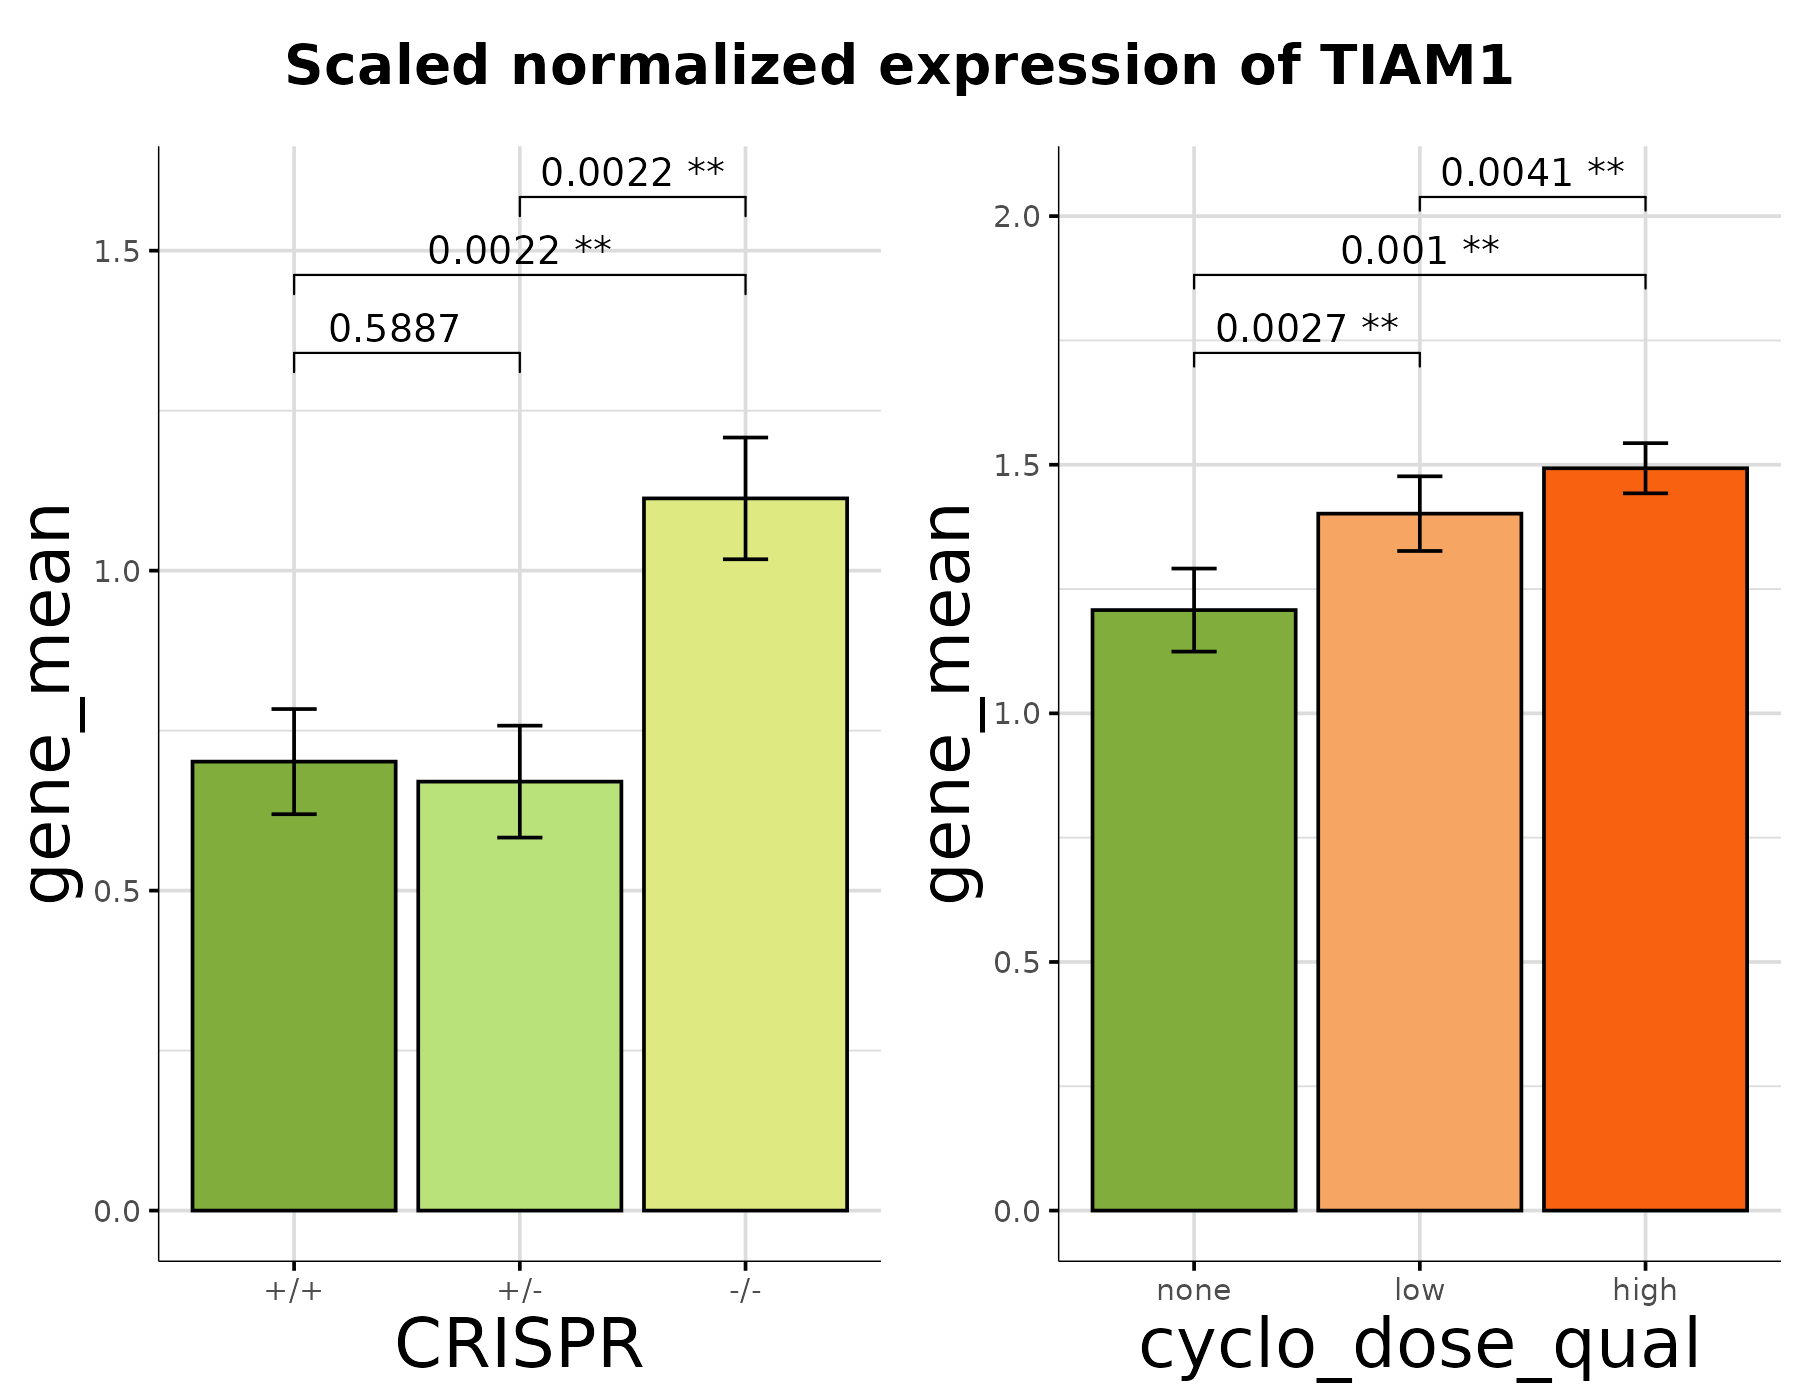 Scaled normalized expression of TIAM1
0.0022 **
0.0022 **
0.5887
1.5
1.0
0.5
0.0
gene_mean
+/+ +/- -/-
CRISPR
0.0041 **
0.001 **
0.0027 **
2.0
1.5
1.0
0.5
0.0
gene_mean
none low high
cyclo_dose_qual